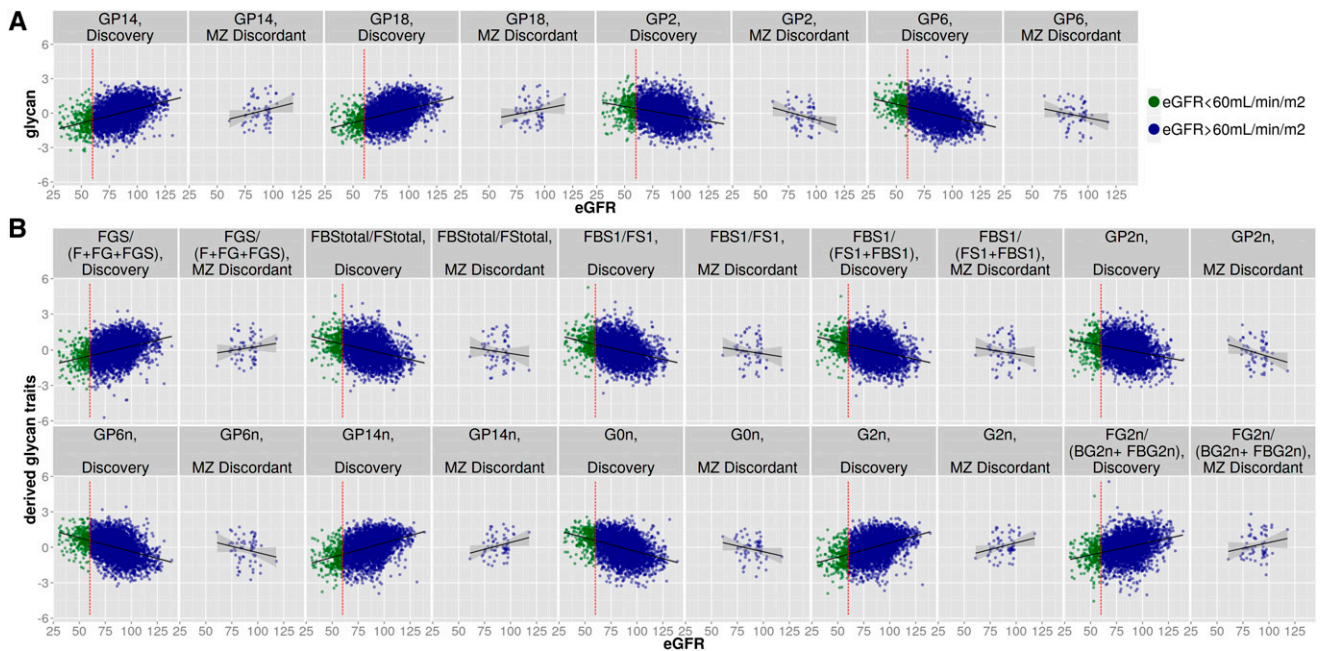 A
GP14,
Discovery
GP14,
MZ Discordant
GP18,
Discovery
GP18,
MZ Discordant
GP2,
Discovery
GP2,
MZ Discordant
GP6,
Discovery
GP6,
MZ Discordant
6
3
0
-3
-6
glycan
25 50 75 100 125
25 50 75 100 125
25 50 75 100 125
25 50 75 100 125
25 50 75 100 125
25 50 75 100 125
25 50 75 100 125
25 50 75 100 125
eGFR
eGFR<60mL/min/m2
eGFR>60mL/min/m2
B
FGS/
(F+FG+FGS),
Discovery
FGS/
(F+FG+FGS),
MZ Discordant
FBStotal/FStotal,
Discovery
FBStotal/FStotal,
MZ Discordant
FBS1/FS1,
Discovery
FBS1/FS1,
MZ Discordant
FBS1/
(FS1+FBS1),
Discovery
FBS1/
(FS1+FBS1),
MZ Discordant
GP2n,
Discovery
GP2n,
MZ Discordant
6
3
0
-3
-6
derived glycan traits
GP6n,
Discovery
GP6n,
MZ Discordant
GP14n,
Discovery
GP14n,
MZ Discordant
G0n,
Discovery
G0n,
MZ Discordant
G2n,
Discovery
G2n,
MZ Discordant
FG2n/
(BG2n+ FBG2n),
Discovery
FG2n/
(BG2n+ FBG2n),
MZ Discordant
6
3
0
-3
-6
25 50 75 100 125
25 50 75 100 125
25 50 75 100 125
25 50 75 100 125
25 50 75 100 125
25 50 75 100 125
25 50 75 100 125
25 50 75 100 125
25 50 75 100 125
25 50 75 100 125
eGFR